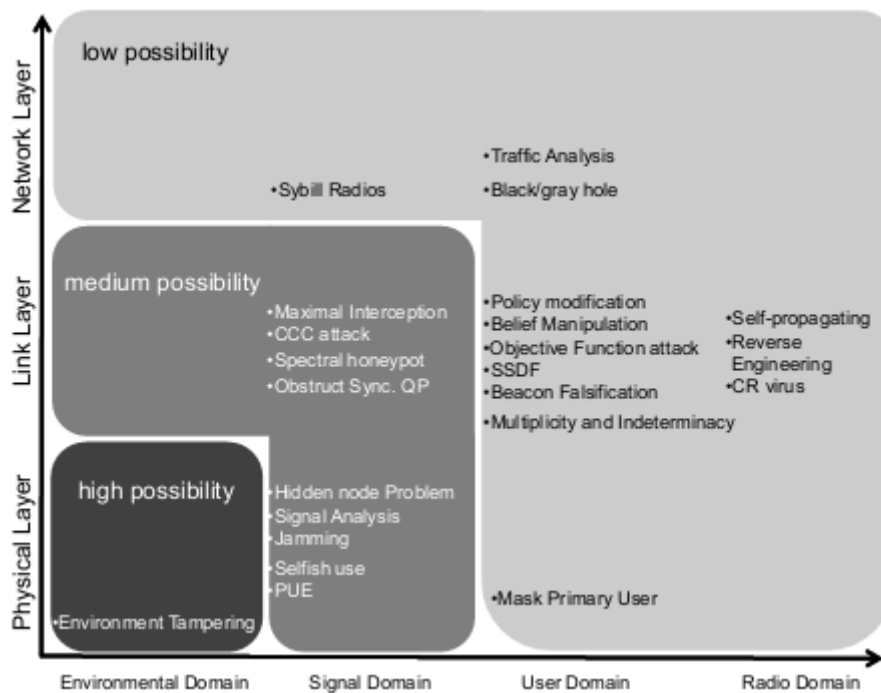 Network Layer
low possibility
•Traffic Analysis
•Sybill Radios
•Black/gray hole
Link Layer
medium possibility
•Maximal Interception
•CCC attack
•Spectral honeypot
•Obstruct Sync. QP
•Policy modification
•Belief Manipulation
•Objective Function attack
•SSDF
•Beacon Falsification
•Multiplicity and Indeterminacy
•Self-propagating
•Reverse
Engineering
•CR virus
Physical Layer
high possibility
•Environment Tampering
•Hidden node Problem
•Signal Analysis
•Jamming
•Selfish use
•PUE
•Mask Primary User
Environmental Domain
Signal Domain
User Domain
Radio Domain